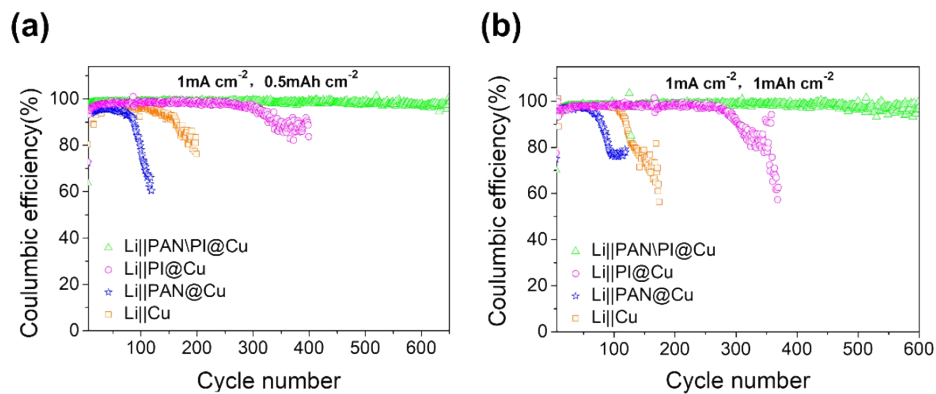 (a)
(b)
1mA cm-2, 0.5mAh cm-2
100
80
60
40
20
0
Coulumbic efficiency(%)
Li||PAN\PI@Cu
Li||PI@Cu
Li||PAN@Cu
Li||Cu
100 200 300 400 500 600
Cycle number
1mA cm-2, 1mAh cm-2
100
80
60
40
20
0
Coulumbic efficiency(%)
Li||PAN\PI@Cu
Li||PI@Cu
Li||PAN@Cu
Li||Cu
100 200 300 400 500 600
Cycle number